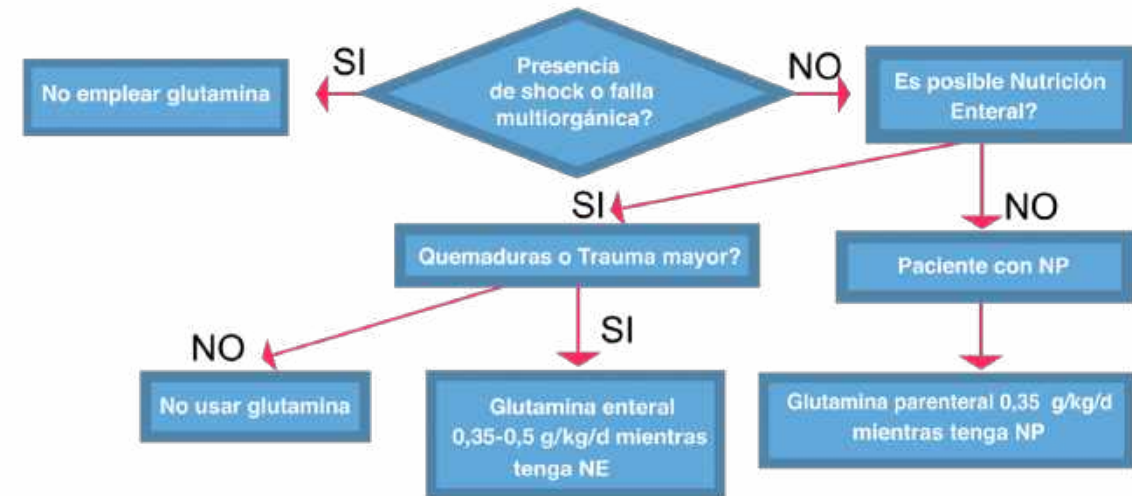 SI
Presencia
de shock o falla
multiorgánica?
NO
No emplear glutamina
Es posible Nutrición
Enteral?
SI
NO
Quemaduras o Trauma mayor?
Paciente con NP
NO
SI
No usar glutamina
Glutamina enteral
0,35-0,5 g/kg/d mientras
tenga NE
Glutamina parenteral 0,35 g/kg/d
mientras tenga NP